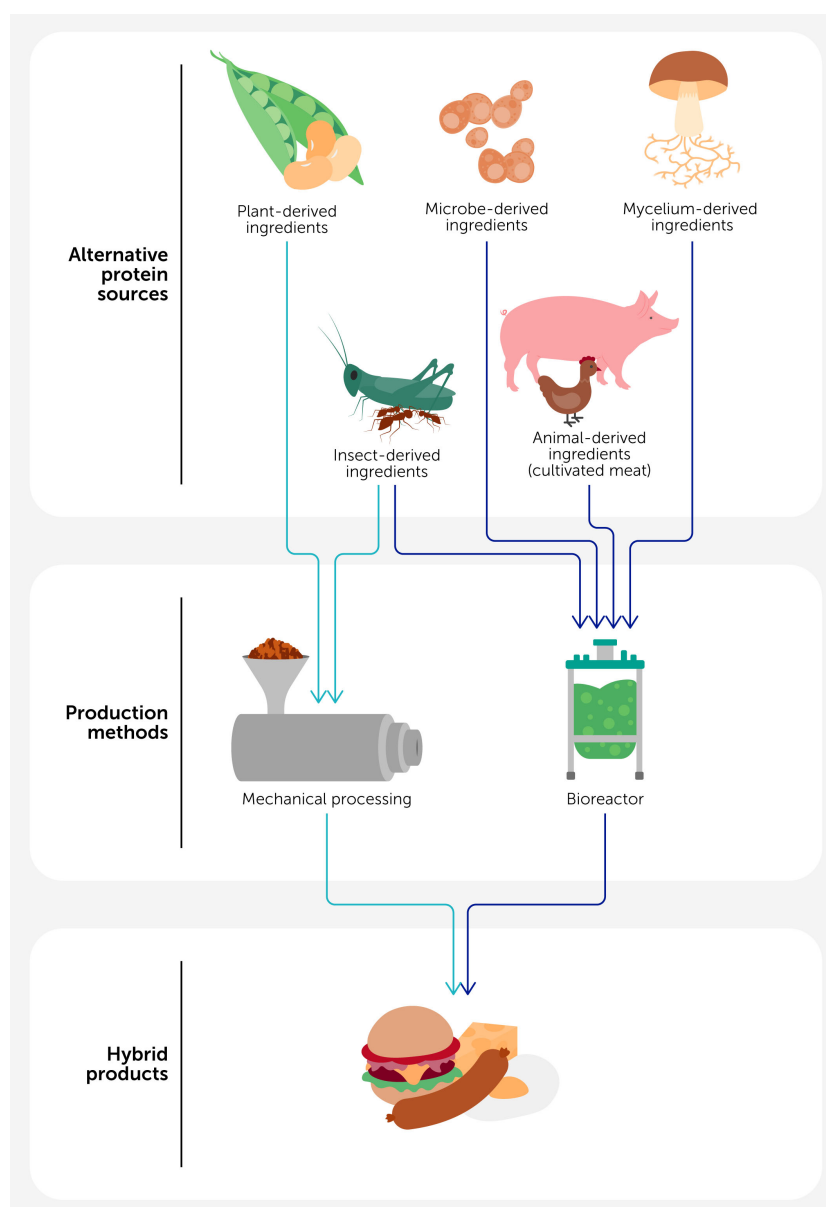 Plant-derived
ingredients
Microbe-derived
ingredients
Mycelium-derived
ingredients
Alternative
protein
sources
Insect-derived
ingredients
Animal-derived
ingredients
(cultivated meat)
Production
methods
Mechanical processing
Bioreactor
Hybrid
products